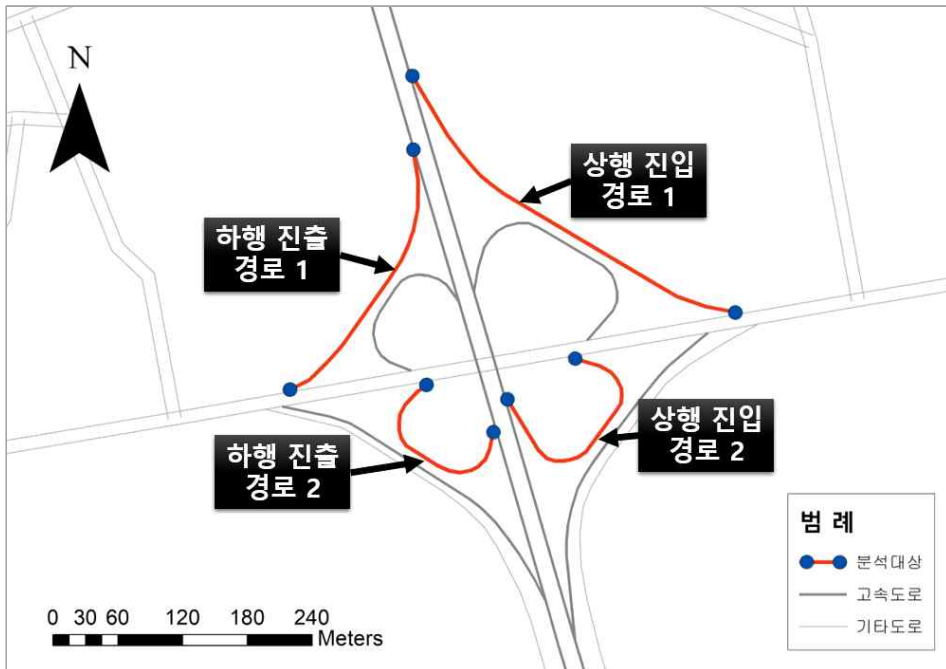 N
상행 진입
경로 1
하행 진출
경로 1
하행 진출
경로 2
상행 진입
경로 2
범 례
분석대상
고속도로
기타도로
0 30 60 120 180 240
Meters